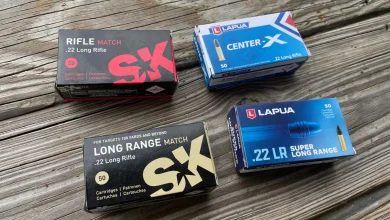 RIFLE MATCH
.22 Long Rifle
SK
LAPUA
CENTER-X
50
.22 Long Rifle
FOR TARGETS 100 YARDS AND BEYOND
LONG RANGE MATCH
.22 Long Rifle
50
Cartridges | Patronen
Cartouches | Cartuchos
SK
LAPUA
50
.22 LR SUPER
LONG RANGE